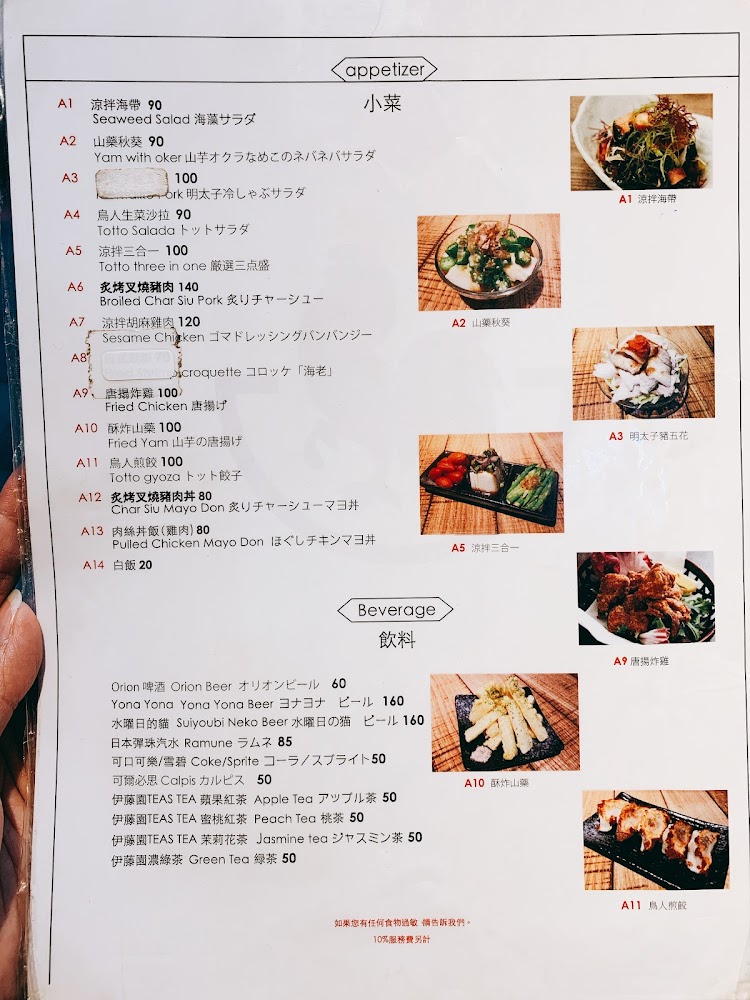 appetizer
小菜
A1 涼拌海帶 90
Seaweed Salad 海藻サラダ
A2 山藥秋葵 90
Yam with oker 山芋オクラなめこのネバネバサラダ
A3 100
Pork 明太子冷しゃぶサラダ
A4 鳥人生菜沙拉 90
Totto Salada トットサラダ
A5 涼拌三合一 100
Totto three in one 厳選三点盛
A6 炙烤叉燒豬肉 140
Broiled Char Siu Pork 炙りチャーシュー
A7 涼拌胡麻雞肉 120
Sesame Chicken ゴマドレッシングバンバンジー
A8
croquette コロッケ「海老」
A9 唐揚炸雞 100
Fried Chicken 唐揚げ
A10 酥炸山藥 100
Fried Yam 山芋の唐揚げ
A11 鳥人煎餃 100
Totto gyoza トット餃子
A12 炙烤叉燒豬肉丼 80
Char Siu Mayo Don 炙りチャーシューマヨ丼
A13 肉絲丼飯(雞肉) 80
Pulled Chicken Mayo Don ほぐしチキンマヨ丼
A14 白飯 20
A1 涼拌海帶
A2 山藥秋葵
A3 明太子豬五花
A5 涼拌三合一
A9 唐揚炸雞
A10 酥炸山藥
A11 鳥人煎餃
Beverage
飲料
Orion 啤酒 Orion Beer オリオンビール 60
Yona Yona Yona Yona Beer ヨナヨナ ビール 160
水曜日的貓 Suiyoubi Neko Beer 水曜日の猫 ビール 160
日本彈珠汽水 Ramune ラムネ 85
可口可樂/雪碧 Coke/Sprite コーラ/スプライト 50
可爾必思 Calpis カルピス 50
伊藤園TEAS TEA 蘋果紅茶 Apple Tea アップル茶 50
伊藤園TEAS TEA 蜜桃紅茶 Peach Tea 桃茶 50
伊藤園TEAS TEA 茉莉花茶 Jasmine tea ジャスミン茶 50
伊藤園濃綠茶 Green Tea 緑茶 50
如果您有任何食物過敏 請告訴我們。
10%服務費另計